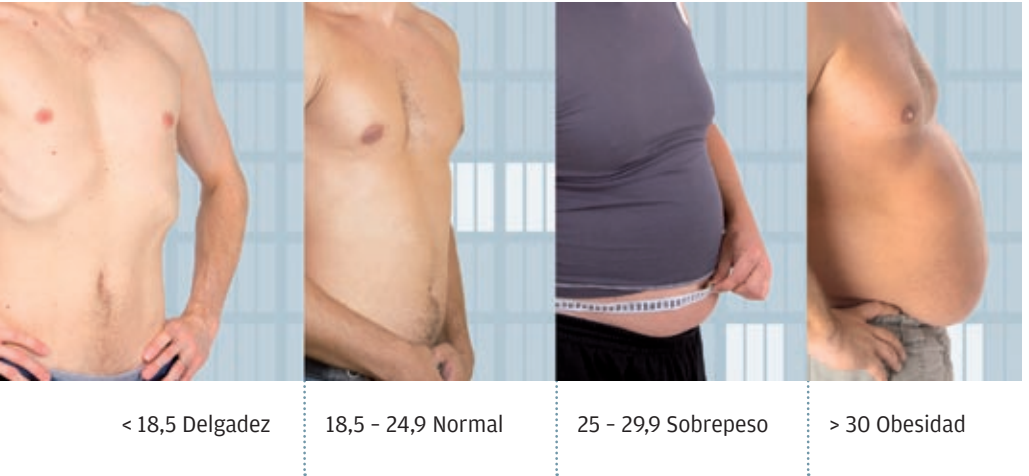 < 18,5 Delgadez
18,5 - 24,9 Normal
25 - 29,9 Sobrepeso
> 30 Obesidad